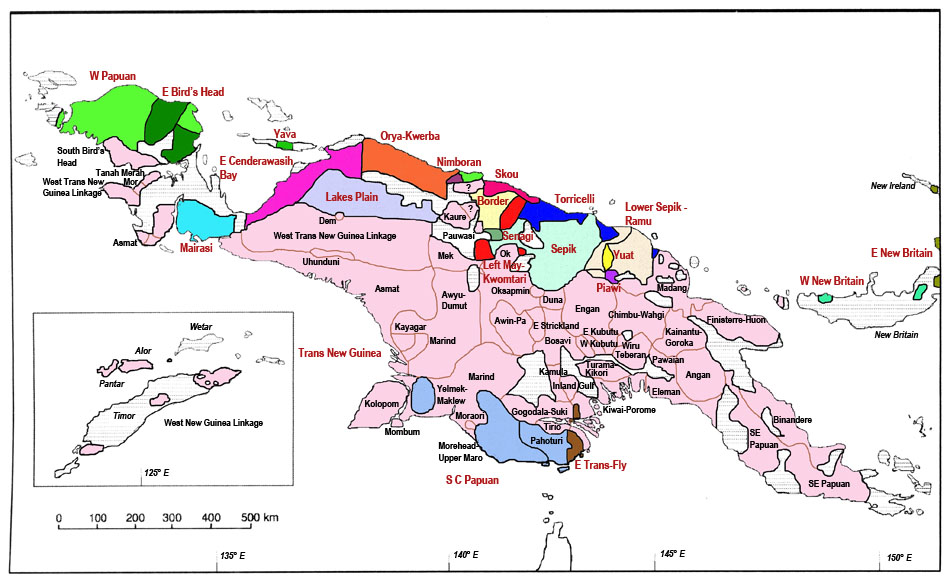 W Papuan
E Bird's Head
Yava
Orya-Kwerba
South Bird's
Head
E Cenderawasih
Bay
Nimboran
Skou
Tanah Merah
Mor
West Trans New
Guinea Linkage
Lakes Plain
?
Border
Torricelli
New Ireland
Lower Sepik -
Ramu
Kaure
?
Dem
Asmat
Mairasi
West Trans New Guinea Linkage
Pauwasi
Senagi
Sepik
Yuat
E New Britain
Uhunduni
Mek
Ok
Left May-
Kwomtari
Piawi
W New Britain
Asmat
Awyu-
Dumut
Oksapmin
Duna
Madang
Engan
Chimbu-Wahgi
Finisterre-Huon
New Britain
Wetar
Alor
Pantar
Timor
West New Guinea Linkage
125° E
Kayagar
Marind
Awin-Pa
E Strickland
Bosavi
E Kubutu
W Kubutu
Wiru
Teberan
Kainantu-
Goroka
Pawaian
Trans New Guinea
Marind
Kamula
Turama-
Kikori
Angan
Yelmek-
Maklew
Inland Gulf
Eleman
Kolopom
Moraori
Gogodala-Suki
Kiwai-Porome
Mombum
Tirio
Pahoturi
Binandere
SE
Papuan
Morehead-
Upper Maro
E Trans-Fly
S C Papuan
SE Papuan
0 100 200 300 400 500 km
135° E
140° E
145° E
150° E